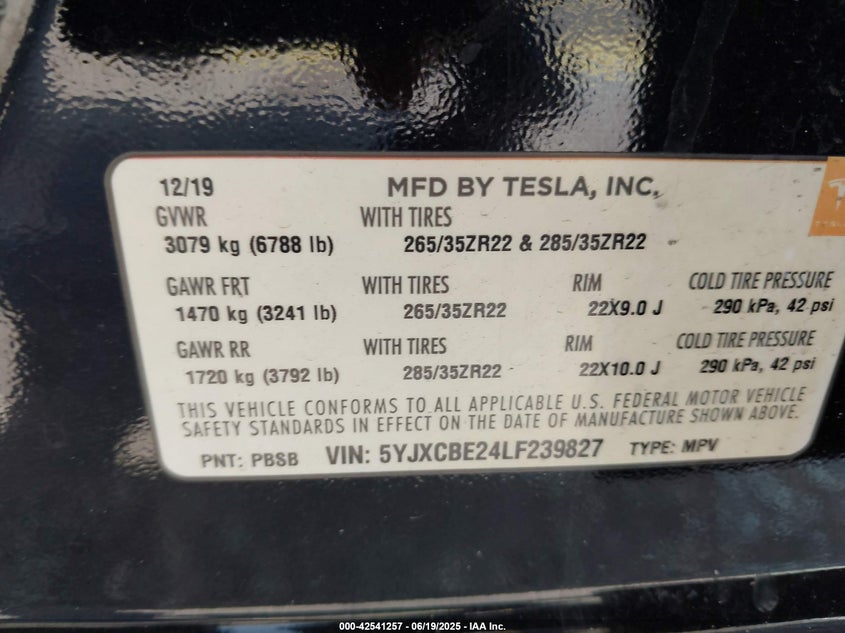 12/19 MFD BY TESLA, INC.
GVWR WITH TIRES
3079 kg (6788 lb) 265/35ZR22 & 285/35ZR22
GAWR FRT WITH TIRES RIM COLD TIRE PRESSURE
1470 kg (3241 lb) 265/35ZR22 22X9.0 J 290 kPa, 42 psi
GAWR RR WITH TIRES RIM COLD TIRE PRESSURE
1720 kg (3792 lb) 285/35ZR22 22X10.0 J 290 kPa, 42 psi
THIS VEHICLE CONFORMS TO ALL APPLICABLE U.S. FEDERAL MOTOR VEHICLE
SAFETY STANDARDS IN EFFECT ON THE DATE OF MANUFACTURE SHOWN ABOVE.
PNT: PBSB VIN: 5YJXCBE24LF239827 TYPE: MPV
000-42541257 - 06/19/2025 - IAA Inc.